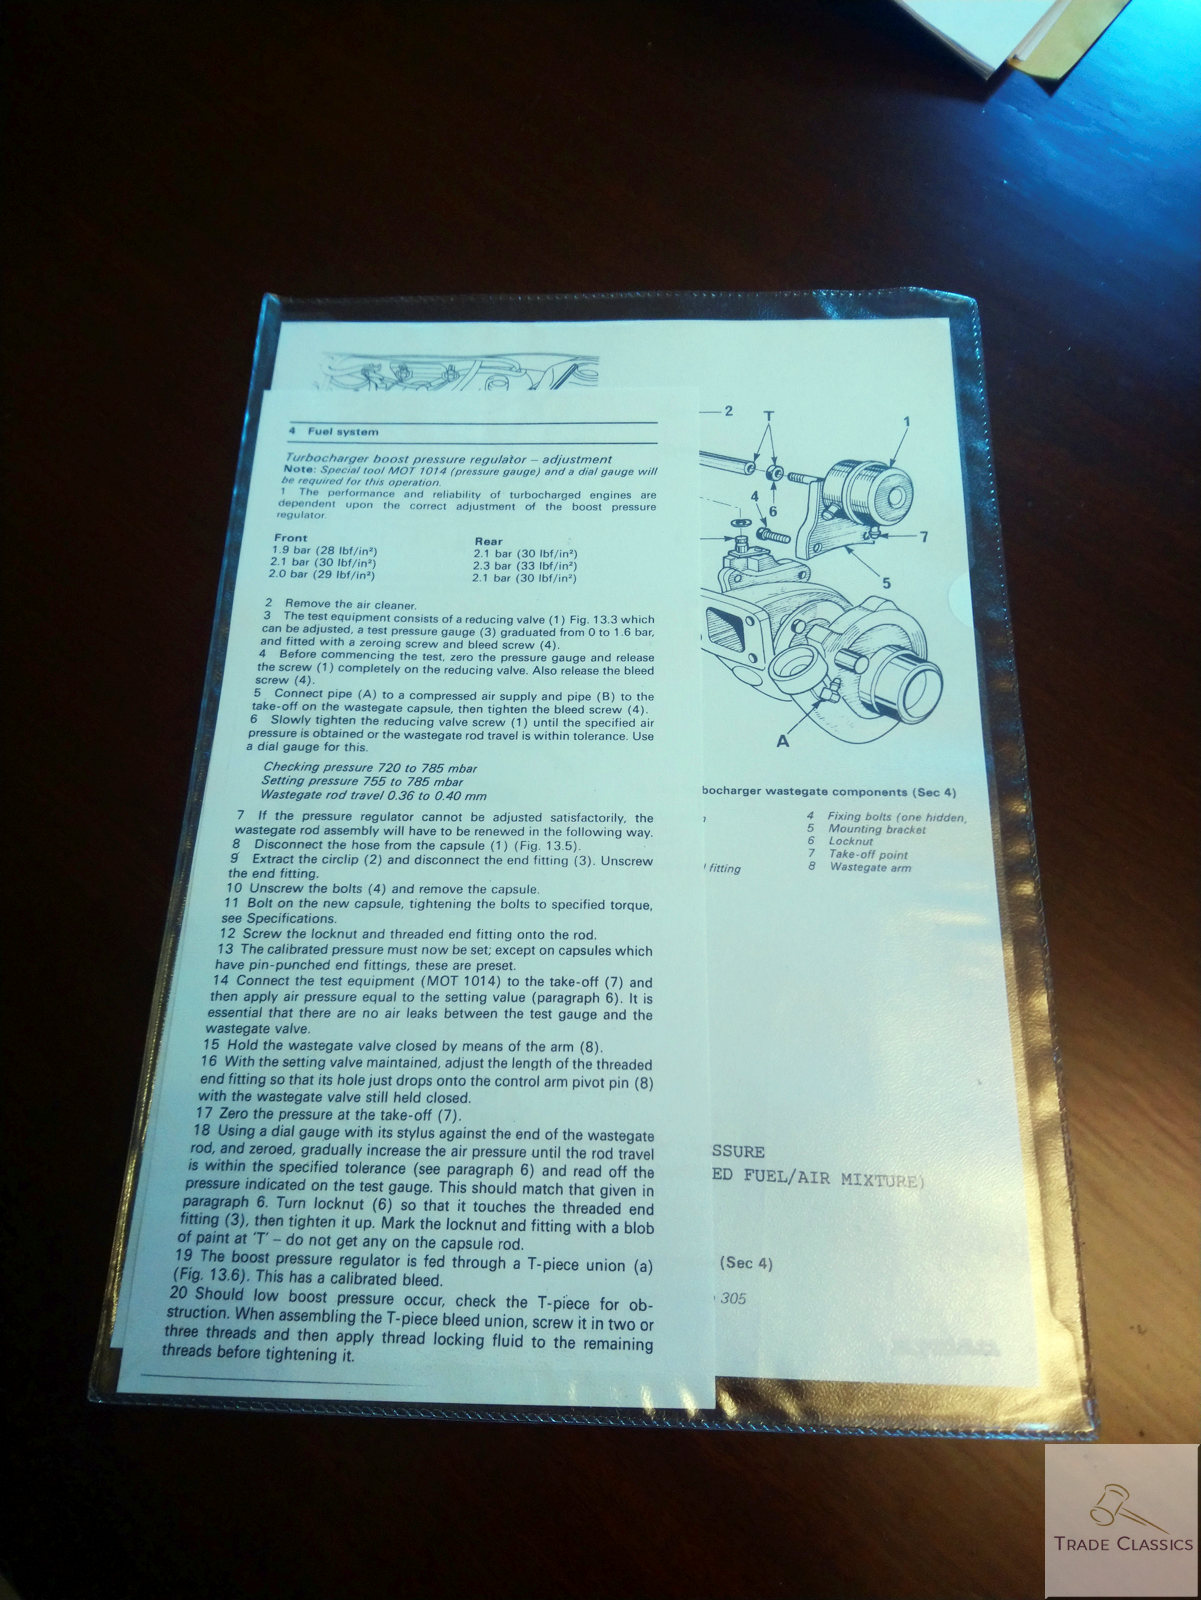 4 Fuel system
Turbocharger boost pressure regulator – adjustment
Note: Special tool MOT 1014 (pressure gauge) and a dial gauge will
be required for this operation.
1 The performance and reliability of turbocharged engines are
dependent upon the correct adjustment of the boost pressure
regulator.
Front Rear
1.9 bar (28 lbf/in²) 2.1 bar (30 lbf/in²)
2.1 bar (30 lbf/in²) 2.3 bar (33 lbf/in²)
2.0 bar (29 lbf/in²) 2.1 bar (30 lbf/in²)
2 Remove the air cleaner.
3 The test equipment consists of a reducing valve (1) Fig. 13.3 which
can be adjusted, a test pressure gauge (3) graduated from 0 to 1.6 bar,
and fitted with a zeroing screw and bleed screw (4).
4 Before commencing the test, zero the pressure gauge and release
the screw (1) completely on the reducing valve. Also release the bleed
screw (4).
5 Connect pipe (A) to a compressed air supply and pipe (B) to the
take-off on the wastegate capsule, then tighten the bleed screw (4).
6 Slowly tighten the reducing valve screw (1) until the specified air
pressure is obtained or the wastegate rod travel is within tolerance. Use
a dial gauge for this.
Checking pressure 720 to 785 mbar
Setting pressure 755 to 785 mbar
Wastegate rod travel 0.36 to 0.40 mm
7 If the pressure regulator cannot be adjusted satisfactorily, the
wastegate rod assembly will have to be renewed in the following way.
8 Disconnect the hose from the capsule (1) (Fig. 13.5).
9 Extract the circlip (2) and disconnect the end fitting (3). Unscrew
the end fitting.
10 Unscrew the bolts (4) and remove the capsule.
11 Bolt on the new capsule, tightening the bolts to specified torque,
see Specifications.
12 Screw the locknut and threaded end fitting onto the rod.
13 The calibrated pressure must now be set; except on capsules which
have pin-punched end fittings, these are preset.
14 Connect the test equipment (MOT 1014) to the take-off (7) and
then apply air pressure equal to the setting value (paragraph 6). It is
essential that there are no air leaks between the test gauge and the
wastegate valve.
15 Hold the wastegate valve closed by means of the arm (8).
16 With the setting valve maintained, adjust the length of the threaded
end fitting so that its hole just drops onto the control arm pivot pin (8)
with the wastegate valve still held closed.
17 Zero the pressure at the take-off (7).
18 Using a dial gauge with its stylus against the end of the wastegate
rod, and zeroed, gradually increase the air pressure until the rod travel
is within the specified tolerance (see paragraph 6) and read off the
pressure indicated on the test gauge. This should match that given in
paragraph 6. Turn locknut (6) so that it touches the threaded end
fitting (3), then tighten it up. Mark the locknut and fitting with a blob
of paint at ‘T’ – do not get any on the capsule rod.
19 The boost pressure regulator is fed through a T-piece union (a)
(Fig. 13.6). This has a calibrated bleed.
20 Should low boost pressure occur, check the T-piece for ob-
struction. When assembling the T-piece bleed union, screw it in two or
three threads and then apply thread locking fluid to the remaining
threads before tightening it.
2
T
1
4
6
7
5
A
bocharger wastegate components (Sec 4)
4 Fixing bolts (one hidden,
5 Mounting bracket
6 Locknut
fitting
7 Take-off point
8 Wastegate arm
SSURE
ED FUEL/AIR MIXTURE)
(Sec 4)
305
TRADE CLASSICS